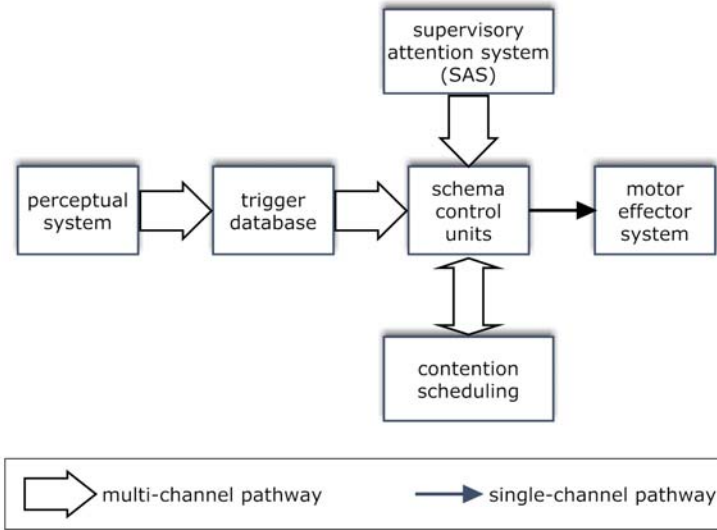 supervisory
attention system
(SAS)
perceptual
system
trigger
database
schema
control
units
motor
effector
system
contention
scheduling
multi-channel pathway
single-channel pathway